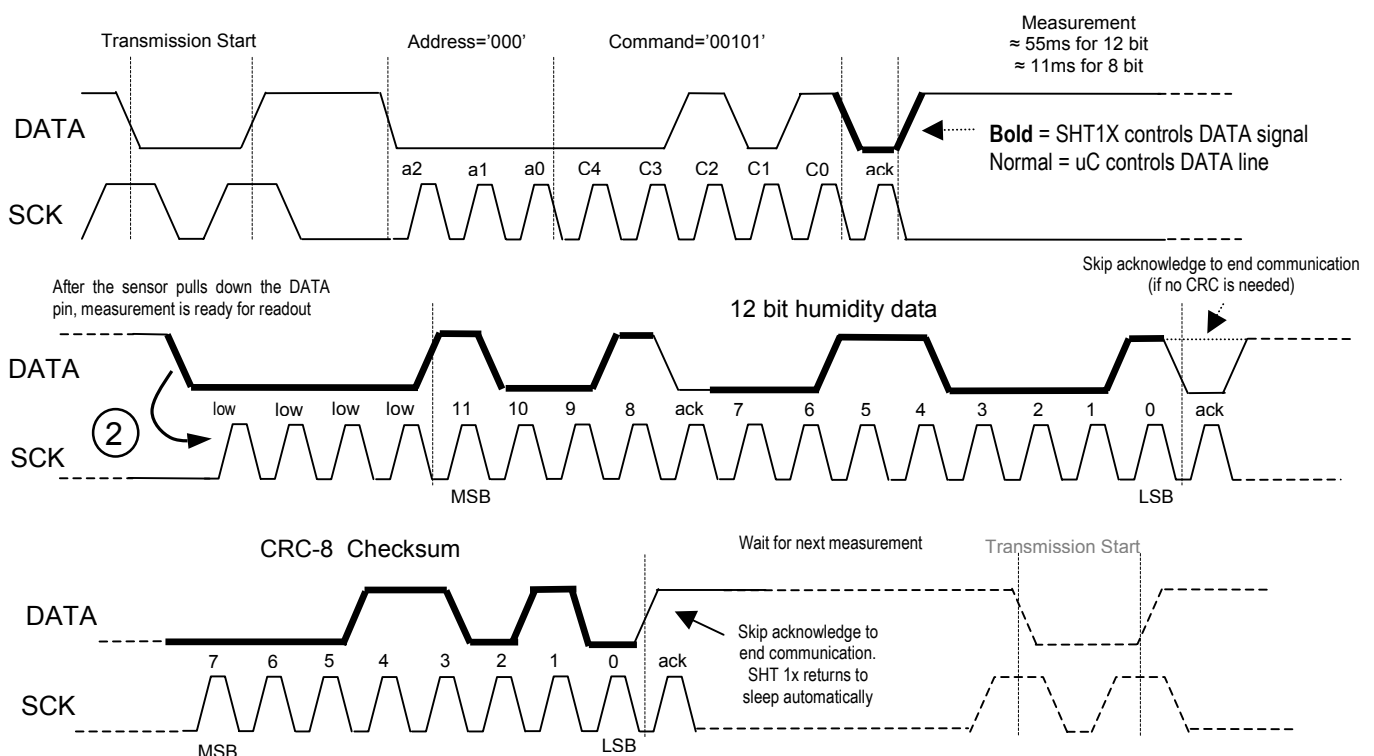 Transmission Start
Address='000'
Command='00101'
Measurement
≈ 55ms for 12 bit
≈ 11ms for 8 bit
DATA
Bold = SHT1X controls DATA signal
Normal = uC controls DATA line
a2 a1 a0 C4 C3 C2 C1 C0 ack
SCK
After the sensor pulls down the DATA
pin, measurement is ready for readout
12 bit humidity data
Skip acknowledge to end communication
(if no CRC is needed)
DATA
low low low low 11 10 9 8 ack 7 6 5 4 3 2 1 0 ack
2
SCK
MSB
LSB
CRC-8 Checksum
Wait for next measurement
Transmission Start
DATA
Skip acknowledge to
end communication.
SHT 1x returns to
sleep automatically
7 6 5 4 3 2 1 0 ack
SCK
MSB
LSB